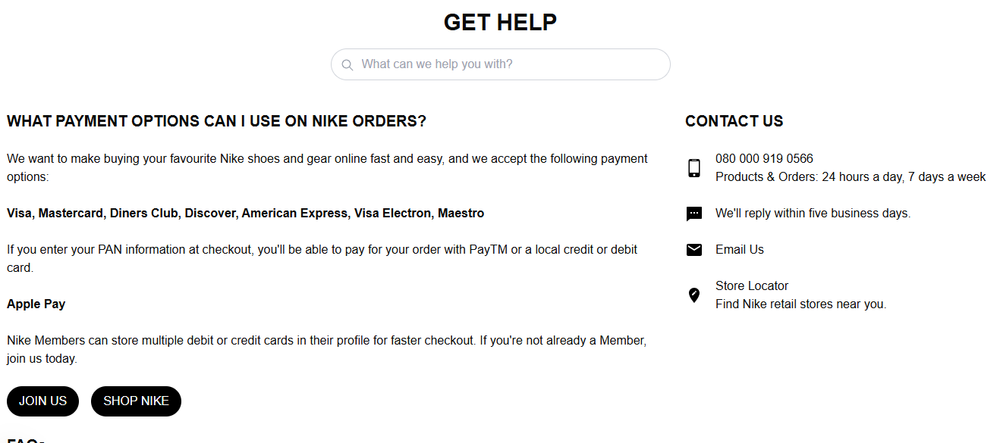 GET HELP
What can we help you with?
WHAT PAYMENT OPTIONS CAN I USE ON NIKE ORDERS?
We want to make buying your favourite Nike shoes and gear online fast and easy, and we accept the following payment
options:
Visa, Mastercard, Diners Club, Discover, American Express, Visa Electron, Maestro
If you enter your PAN information at checkout, you'll be able to pay for your order with PayTM or a local credit or debit
card.
Apple Pay
Nike Members can store multiple debit or credit cards in their profile for faster checkout. If you're not already a Member,
join us today.
JOIN US
SHOP NIKE
FAQs
CONTACT US
080 000 919 0566
Products & Orders: 24 hours a day, 7 days a week
We'll reply within five business days.
Email Us
Store Locator
Find Nike retail stores near you.